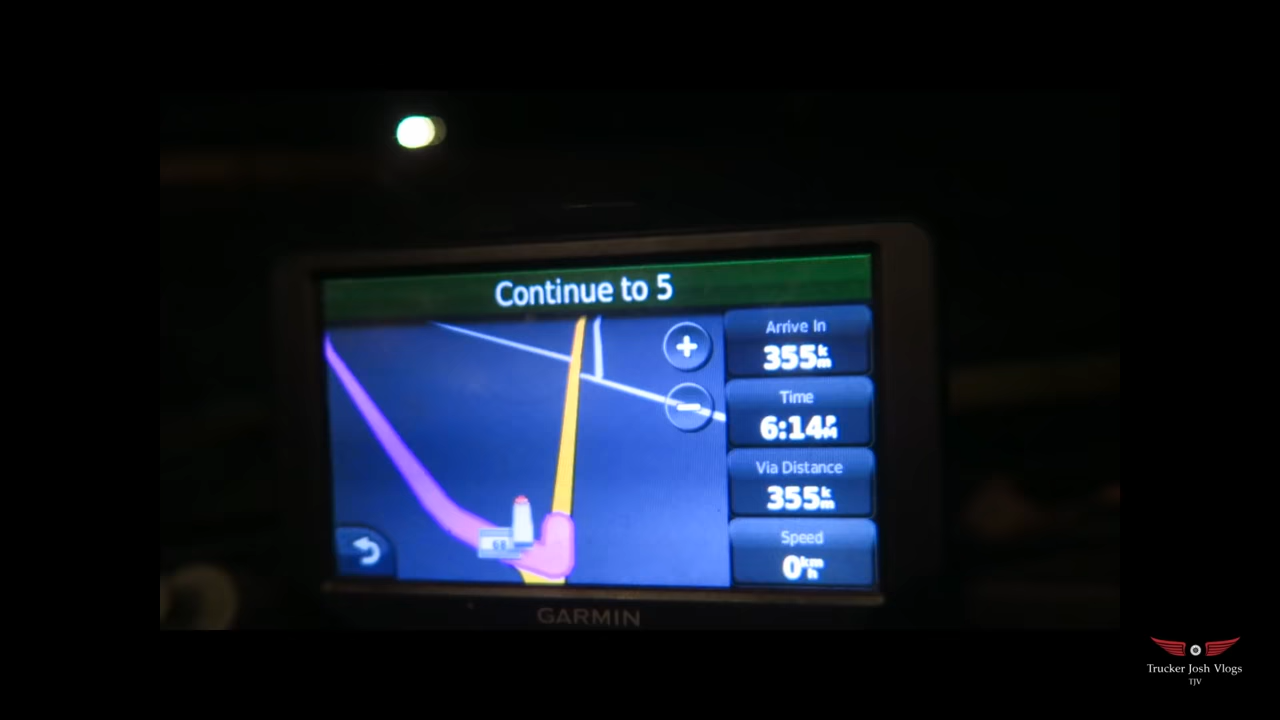 Continue to 5
Arrive In
355km
Time
6:14PM
Via Distance
355km
Speed
0km/h
68
GARMIN
Trucker Josh Vlogs
TJV